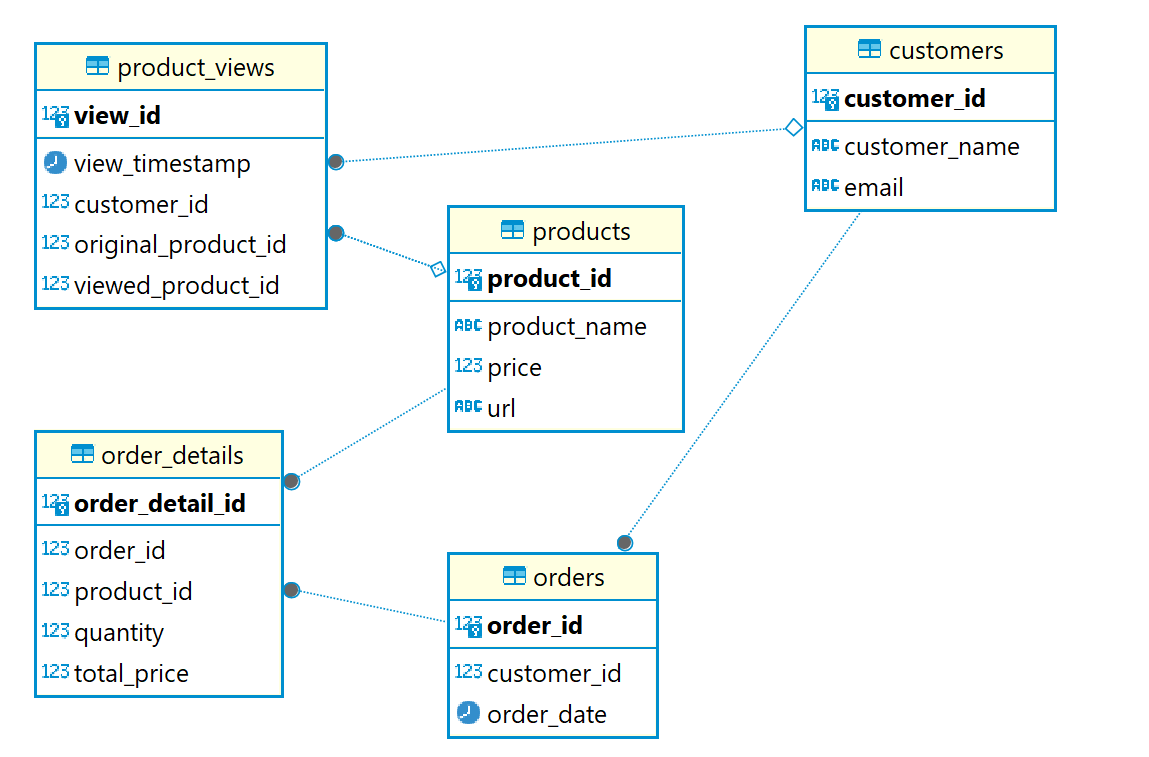 product_views
123 view_id
view_timestamp
123 customer_id
123 original_product_id
123 viewed_product_id
customers
123 customer_id
ABC customer_name
ABC email
products
123 product_id
ABC product_name
123 price
ABC url
order_details
123 order_detail_id
123 order_id
123 product_id
123 quantity
123 total_price
orders
123 order_id
123 customer_id
order_date